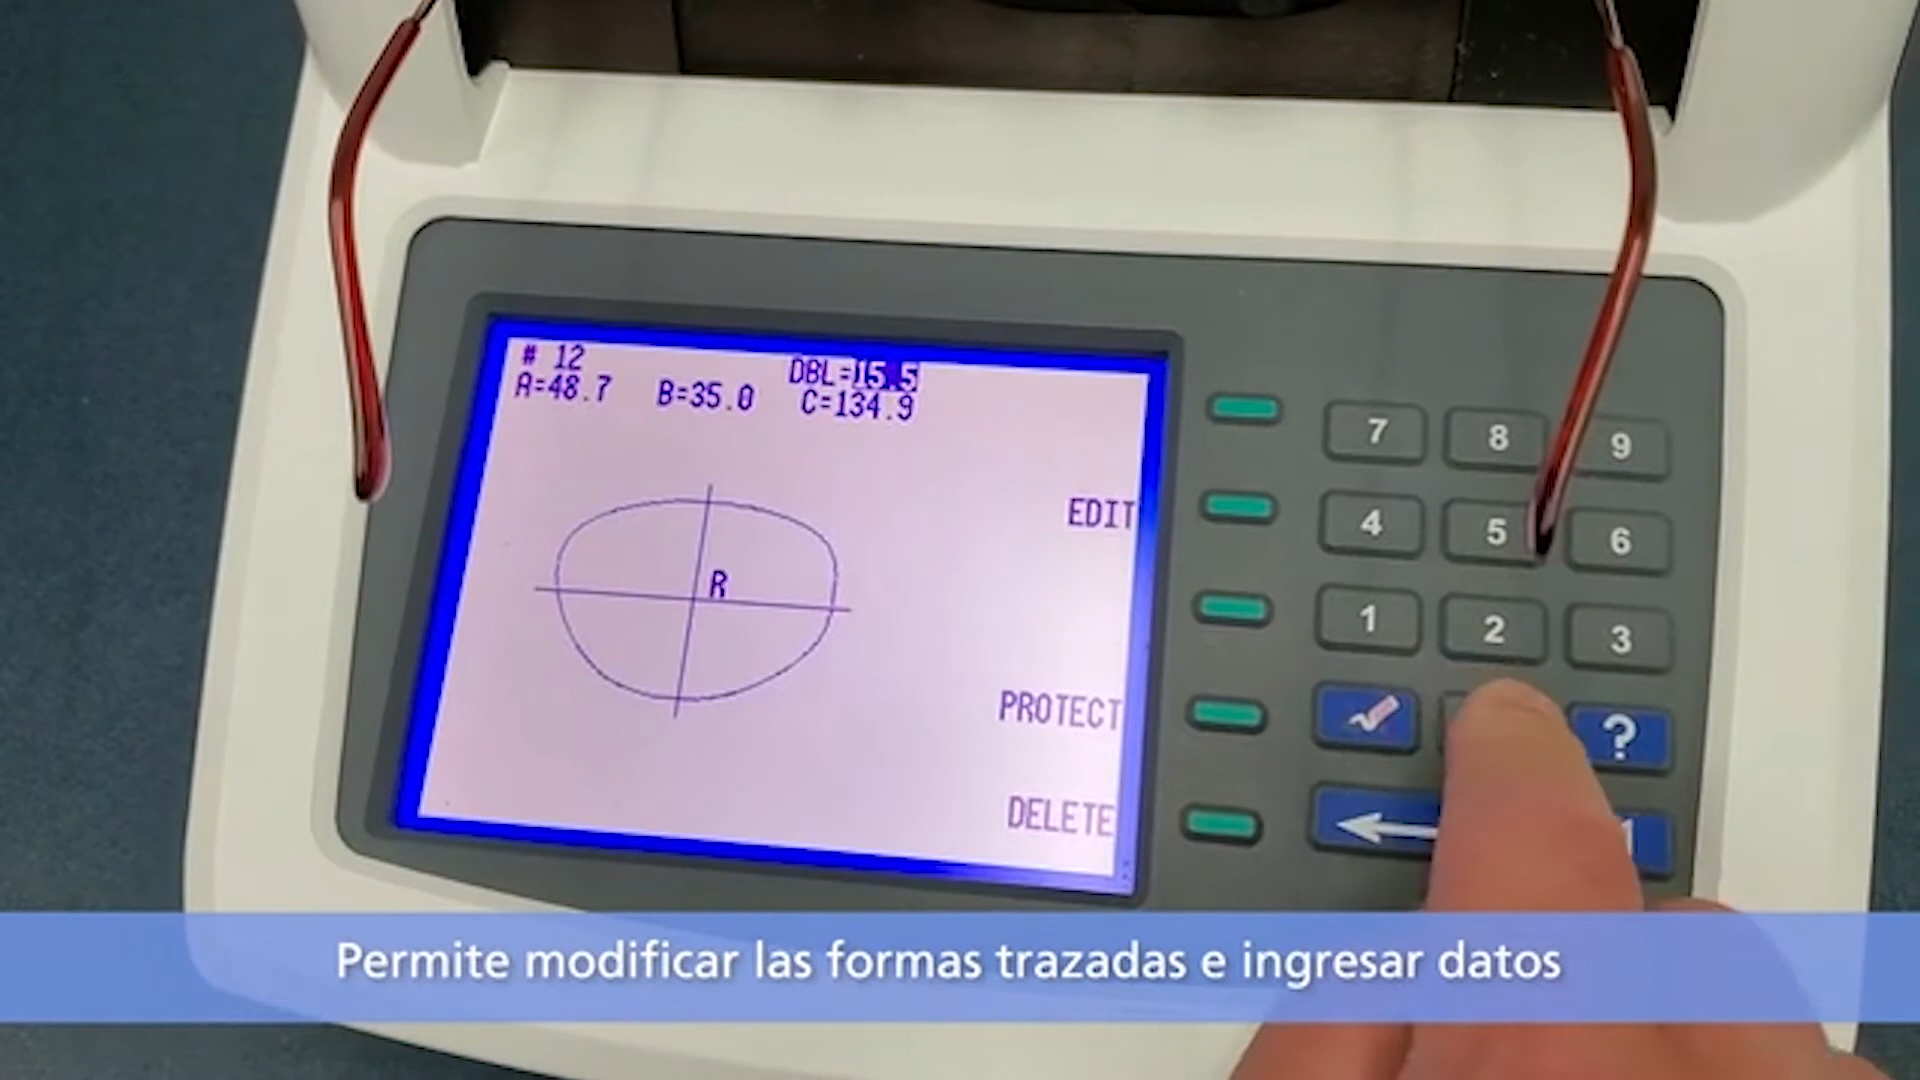 # 12
DBL=15.5
A=48.7 B=35.0 C=134.9
R
EDIT
PROTECT
DELETE
7 8 9
4 5 6
1 2 3
?
Permite modificar las formas trazadas e ingresar datos